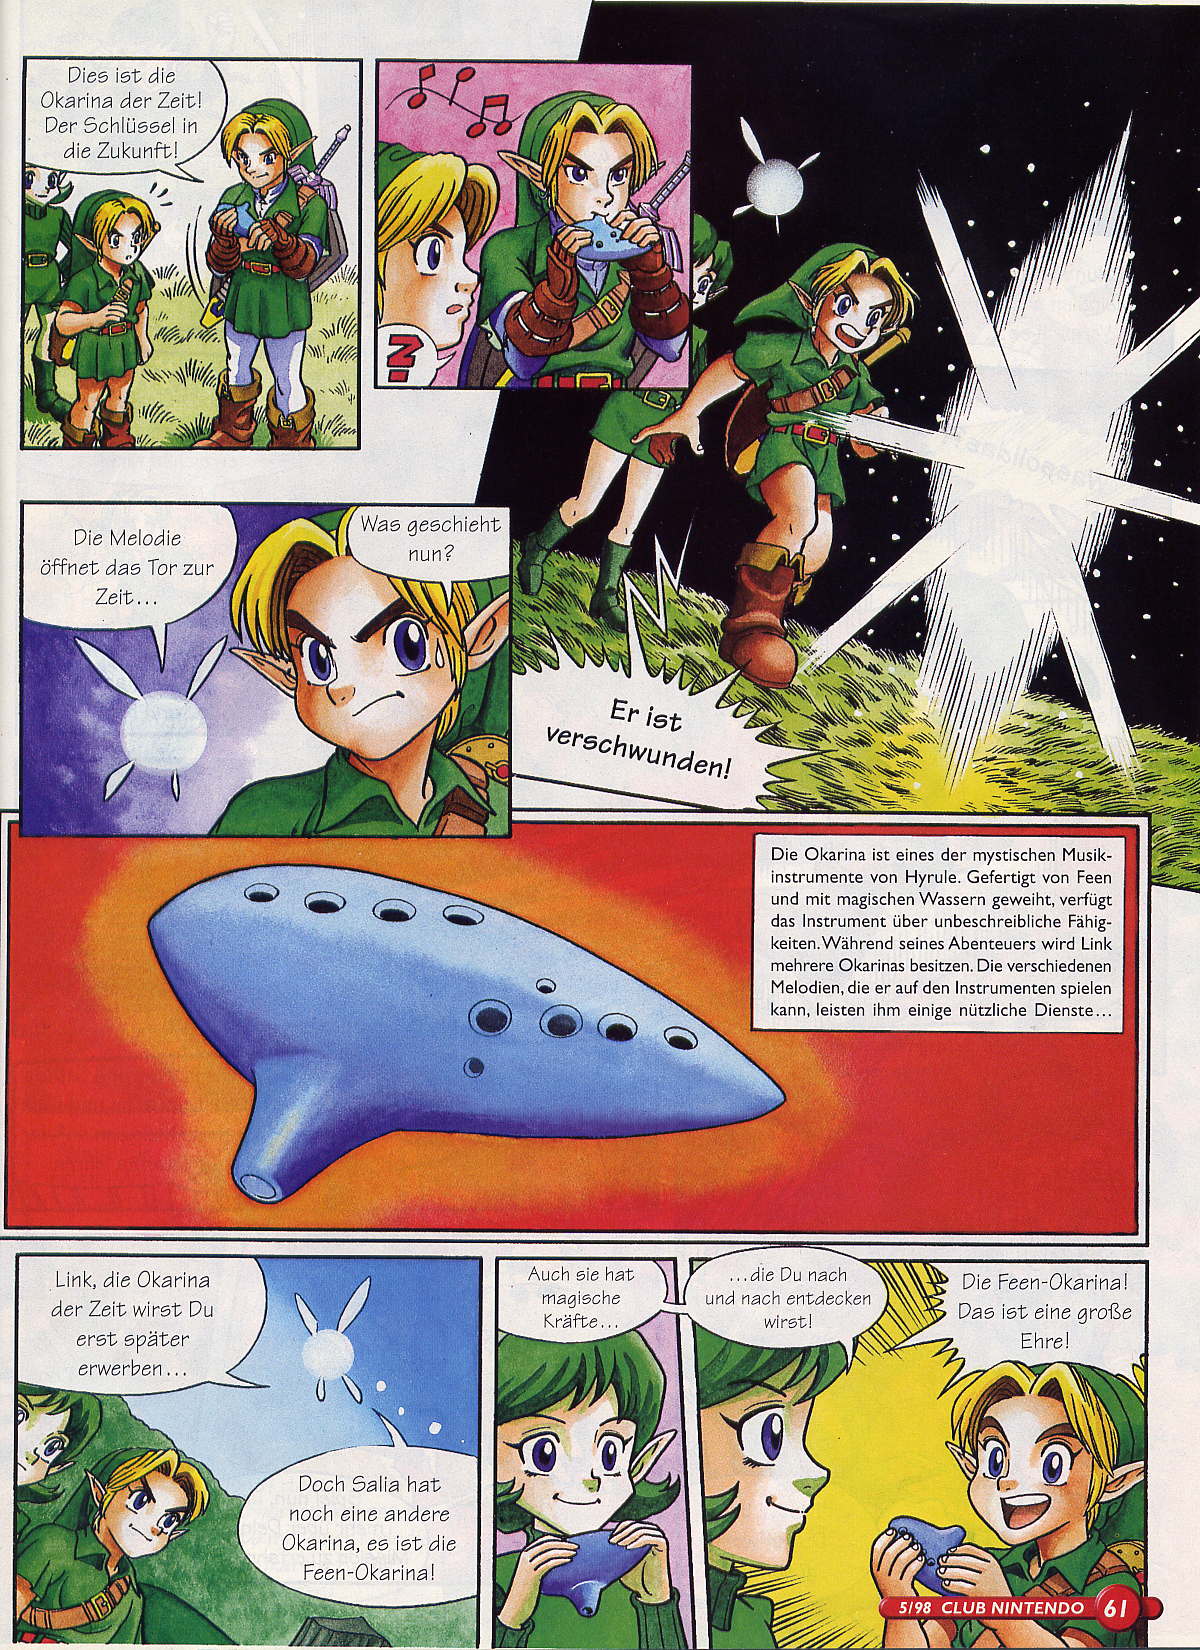 Dies ist die
Okarina der Zeit!
Der Schlüssel in
die Zukunft!
?
Er ist
verschwunden!
Die Melodie
öffnet das Tor zur
Zeit...
Was geschieht
nun?
Die Okarina ist eines der mystischen Musik-
instrumente von Hyrule. Gefertigt von Feen
und mit magischen Wassern geweiht, verfügt
das Instrument über unbeschreibliche Fähig-
keiten. Während seines Abenteuers wird Link
mehrere Okarinas besitzen. Die verschiedenen
Melodien, die er auf den Instrumenten spielen
kann, leisten ihm einige nützliche Dienste...
Link, die Okarina
der Zeit wirst Du
erst später
erwerben...
Doch Salia hat
noch eine andere
Okarina, es ist die
Feen-Okarina!
Auch sie hat
magische
Kräfte...
...die Du nach
und nach entdecken
wirst!
Die Feen-Okarina!
Das ist eine große
Ehre!
5/98 CLUB NINTENDO 61